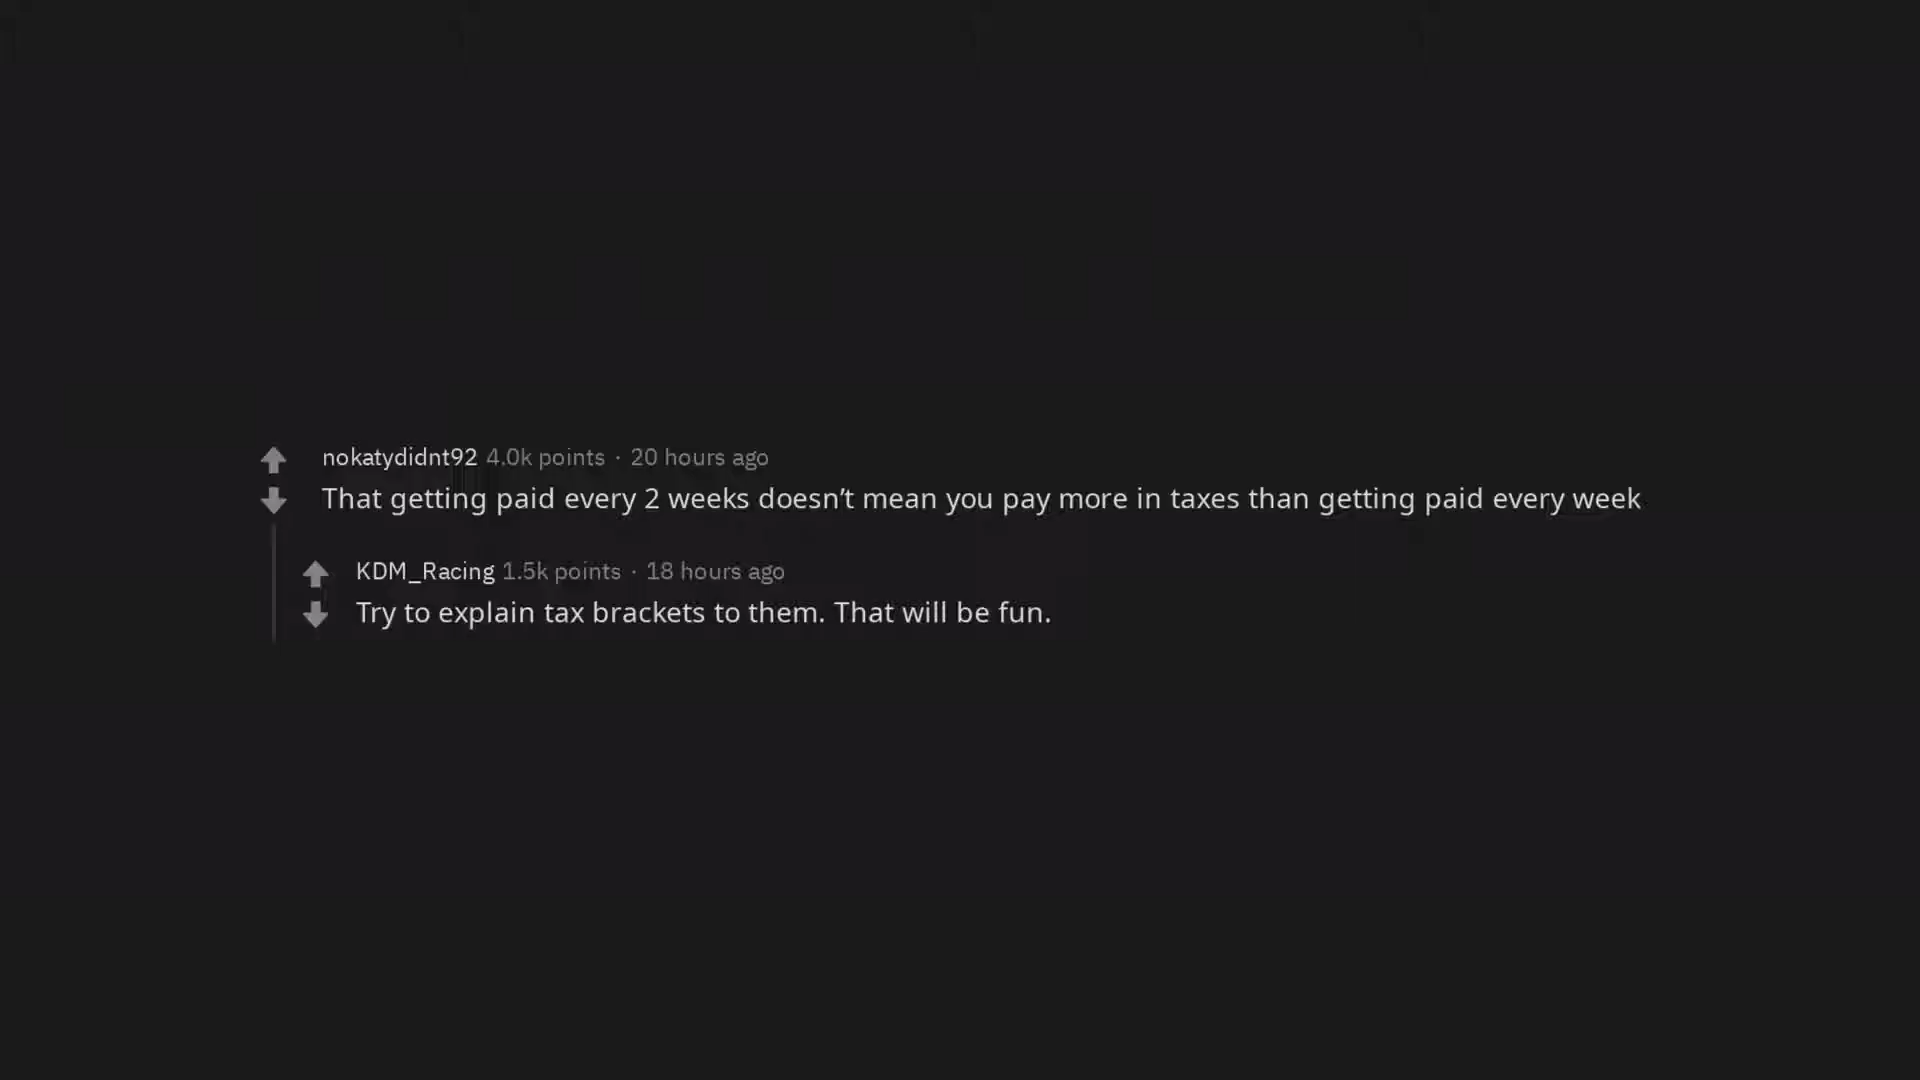 nokatydidnt92 4.0k points · 20 hours ago
That getting paid every 2 weeks doesn’t mean you pay more in taxes than getting paid every week
KDM_Racing 1.5k points · 18 hours ago
Try to explain tax brackets to them. That will be fun.